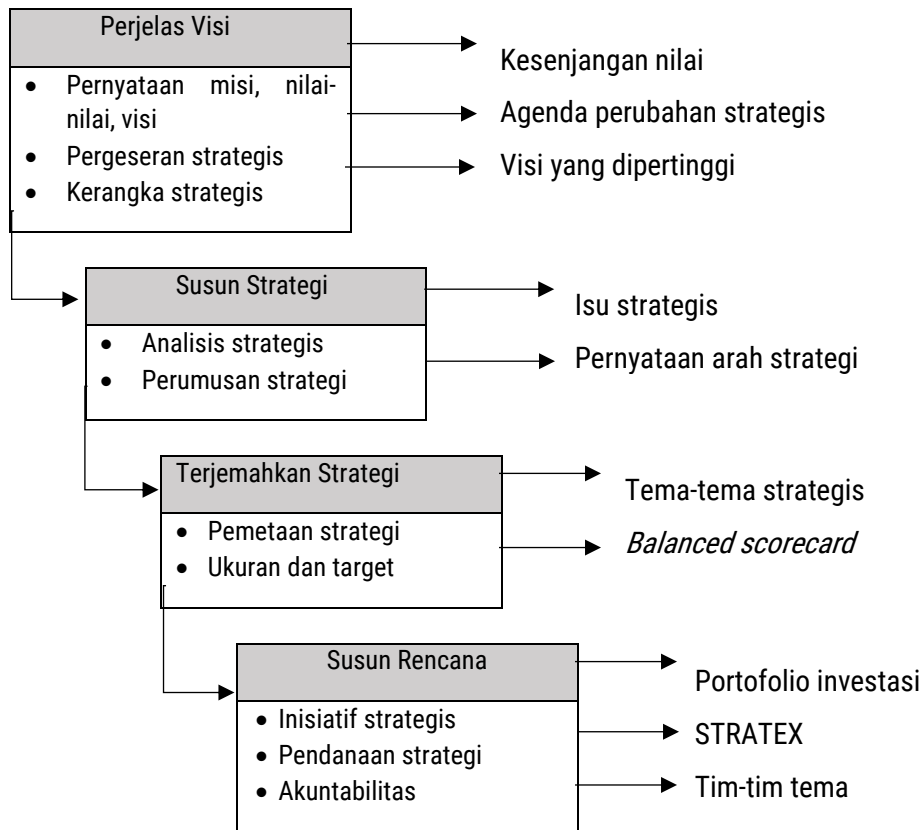 Perjelas Visi
• Pernyataan misi, nilai-
nilai, visi
• Pergeseran strategis
• Kerangka strategis
Kesenjangan nilai
Agenda perubahan strategis
Visi yang dipertinggi
Susun Strategi
• Analisis strategis
• Perumusan strategi
Isu strategis
Pernyataan arah strategi
Terjemahkan Strategi
• Pemetaan strategi
• Ukuran dan target
Tema-tema strategis
Balanced scorecard
Susun Rencana
• Inisiatif strategis
• Pendanaan strategi
• Akuntabilitas
Portofolio investasi
STRATEX
Tim-tim tema